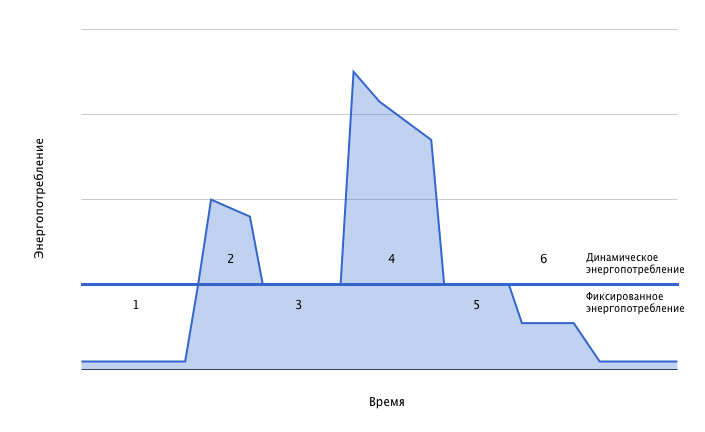 Энергопотребление
2
4
6
Динамическое
энергопотребление
1
3
5
Фиксированное
энергопотребление
Время